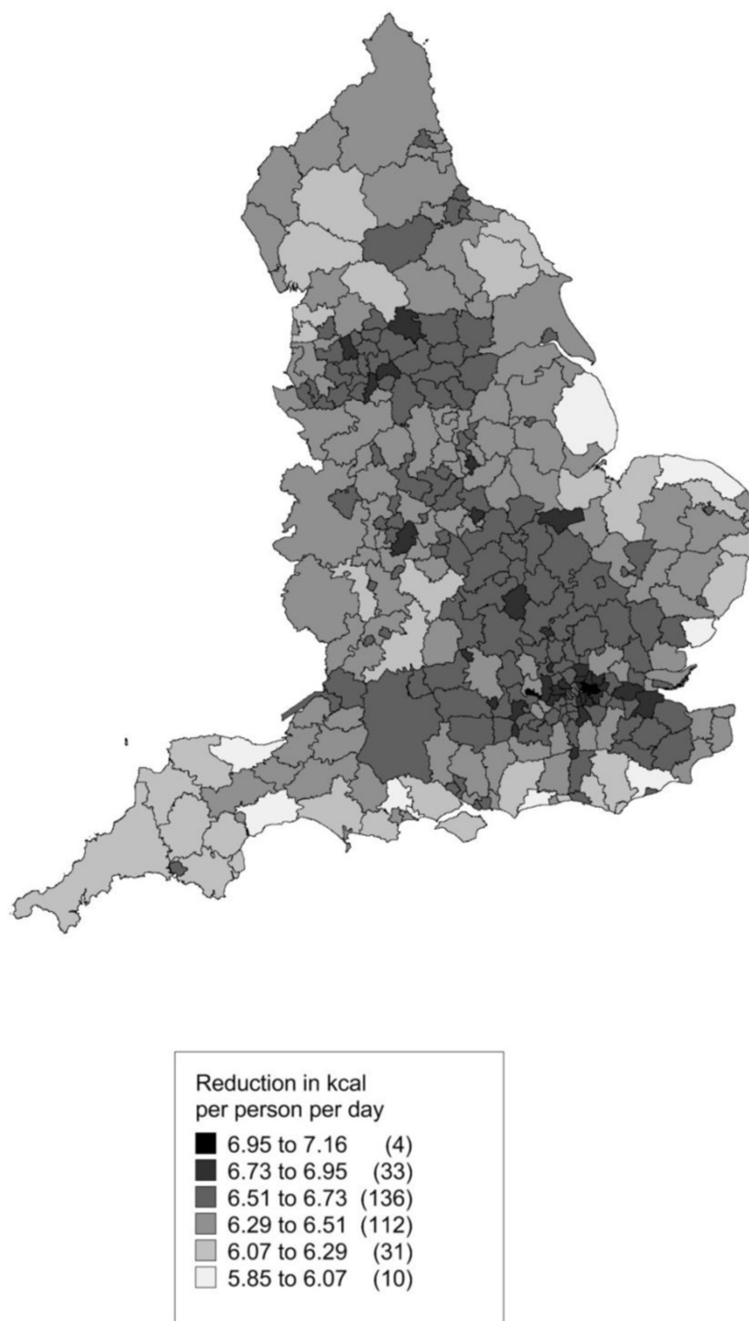 Reduction in kcal
per person per day
6.95 to 7.16 (4)
6.73 to 6.95 (33)
6.51 to 6.73 (136)
6.29 to 6.51 (112)
6.07 to 6.29 (31)
5.85 to 6.07 (10)